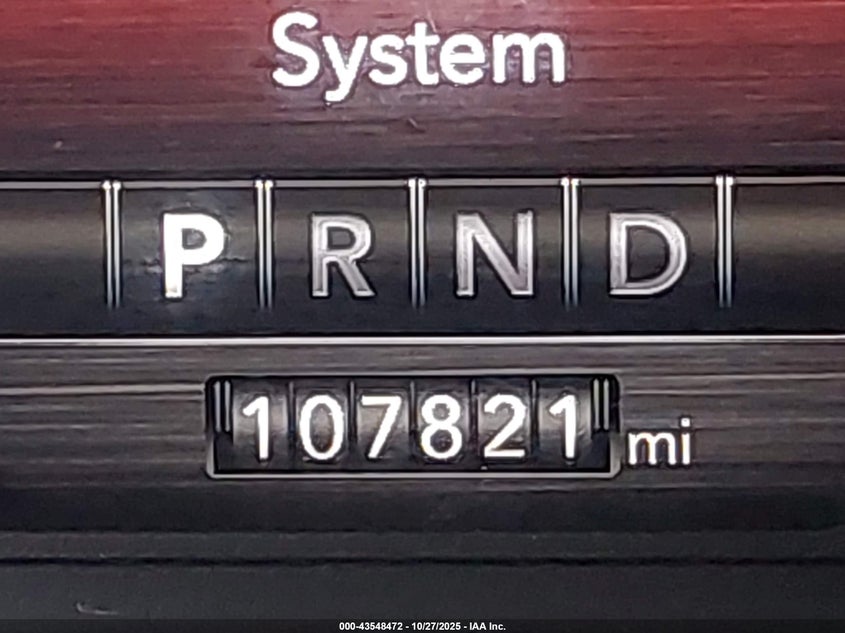 System
P R N D
107821 mi
000-43548472 - 10/27/2025 - IAA Inc.